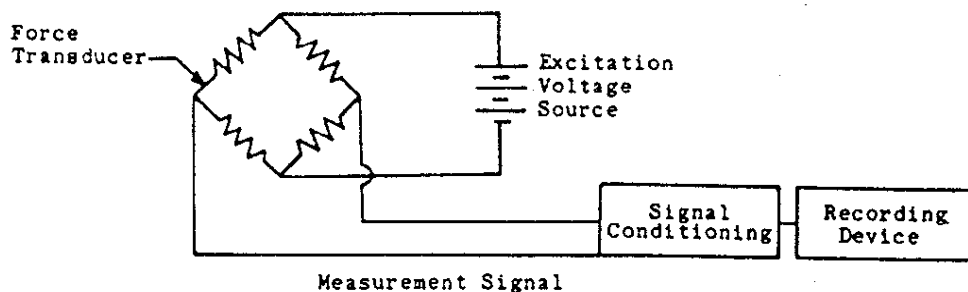 Force
Transducer
Excitation
Voltage
Source
Signal
Conditioning
Recording
Device
Measurement Signal